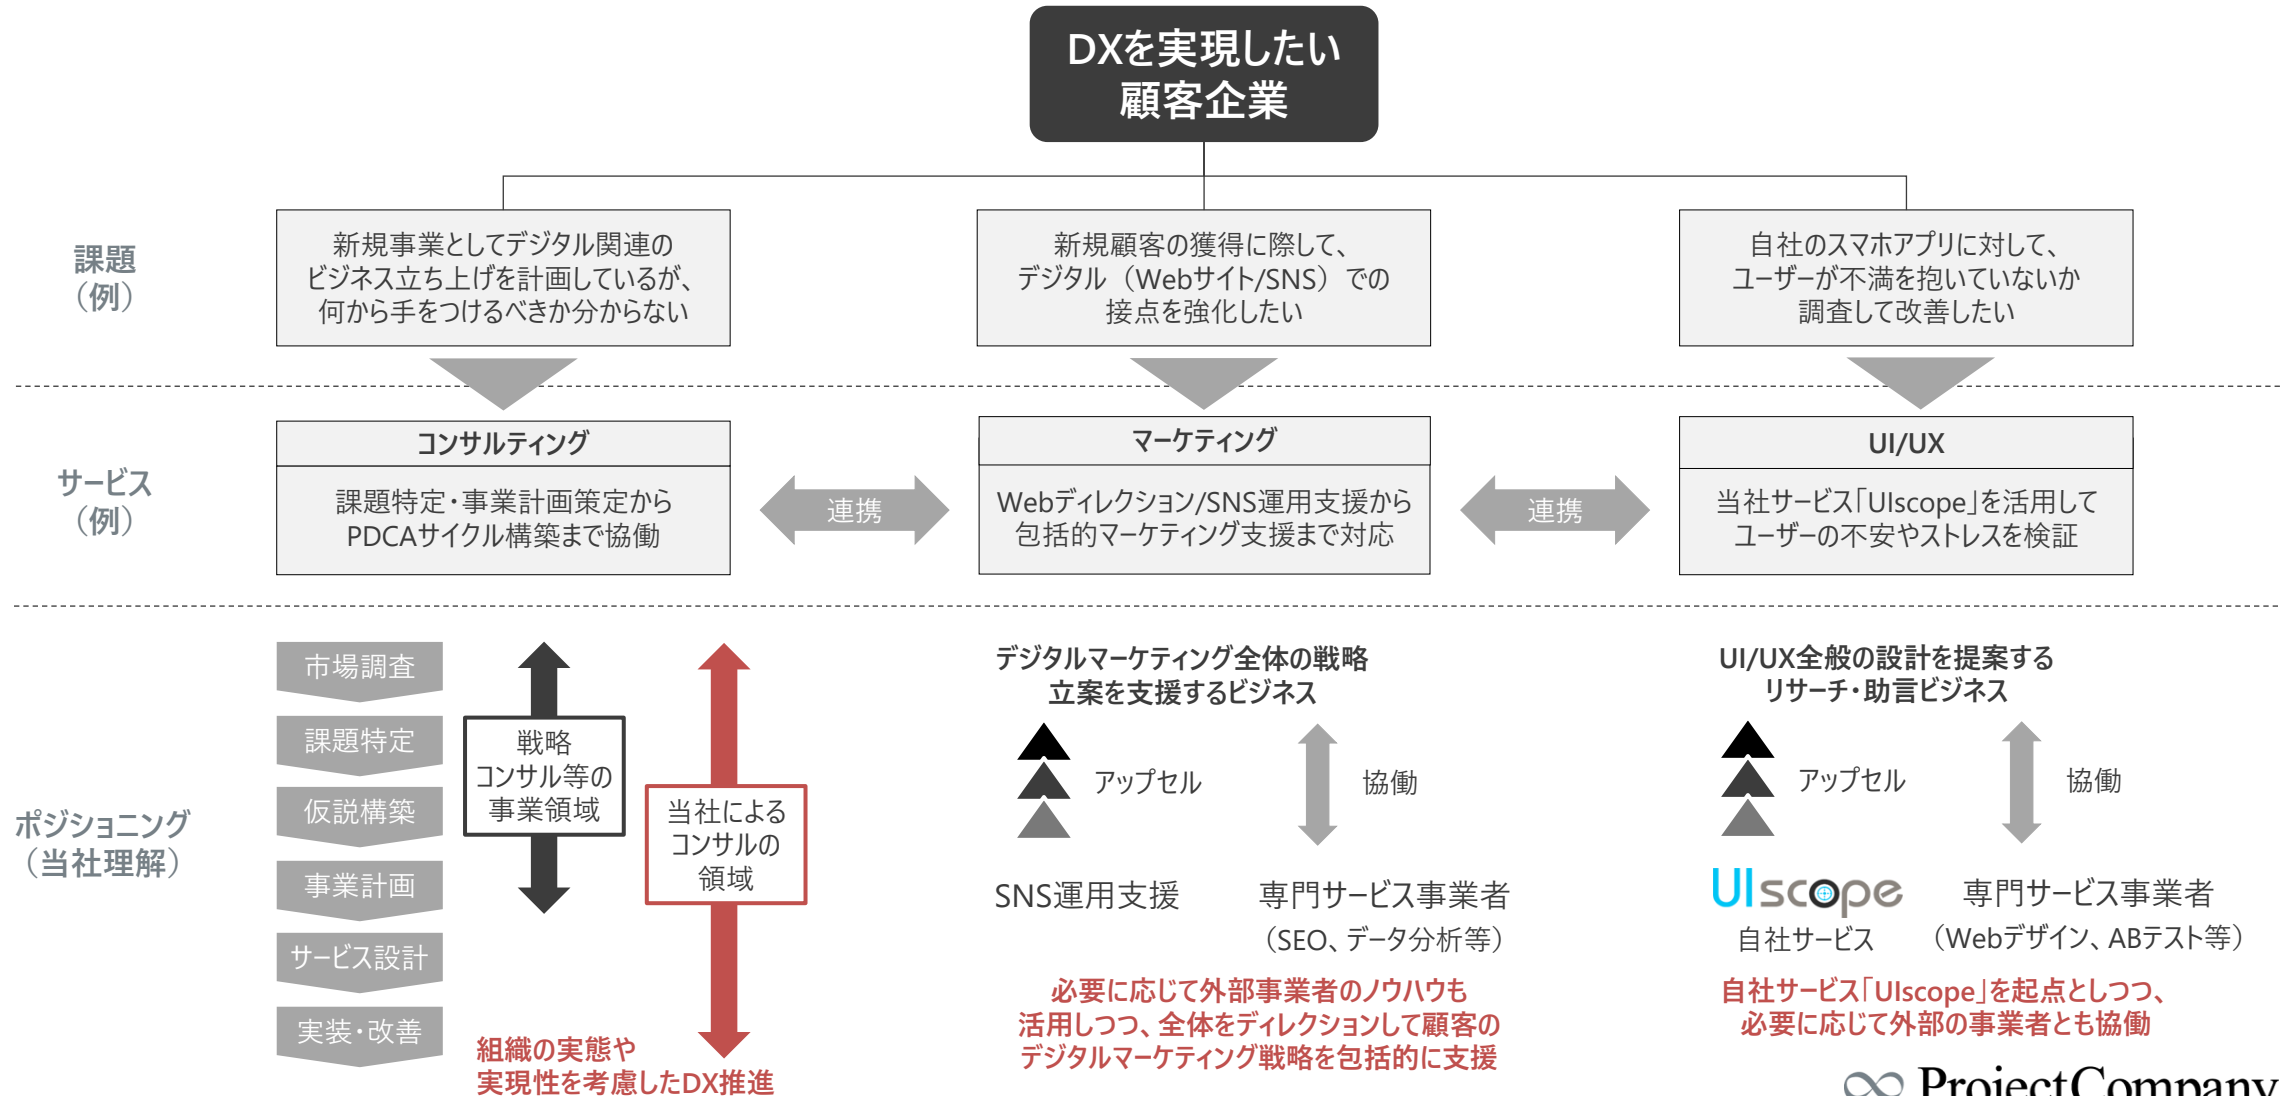 DXを実現したい
顧客企業
課題
（例）
新規事業としてデジタル関連の
ビジネス立ち上げを計画しているが、
何から手をつけるべきか分からない
新規顧客の獲得に際して、
デジタル（Webサイト/SNS）での
接点を強化したい
自社のスマホアプリに対して、
ユーザーが不満を抱いていないか
調査して改善したい
サービス
（例）
コンサルティング
課題特定・事業計画策定から
PDCAサイクル構築まで協働
連携
マーケティング
Webディレクション/SNS運用支援から
包括的マーケティング支援まで対応
連携
UI/UX
当社サービス「UIscope」を活用して
ユーザーの不安やストレスを検証
ポジショニング
（当社理解）
市場調査
課題特定
仮説構築
事業計画
サービス設計
実装・改善
戦略
コンサル等の
事業領域
当社による
コンサルの
領域
組織の実態や
実現性を考慮したDX推進
デジタルマーケティング全体の戦略
立案を支援するビジネス
アップセル
協働
SNS運用支援
専門サービス事業者
（SEO、データ分析等）
必要に応じて外部事業者のノウハウも
活用しつつ、全体をディレクションして顧客の
デジタルマーケティング戦略を包括的に支援
UI/UX全般の設計を提案する
リサーチ・助言ビジネス
アップセル
協働
UIscope
自社サービス
専門サービス事業者
（Webデザイン、ABテスト等）
自社サービス「UIscope」を起点としつつ、
必要に応じて外部の事業者とも協働
ProjectCompany